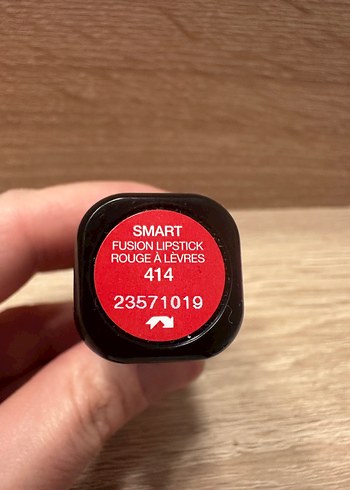 SMART
FUSION LIPSTICK
ROUGE À LÈVRES
414
23571019